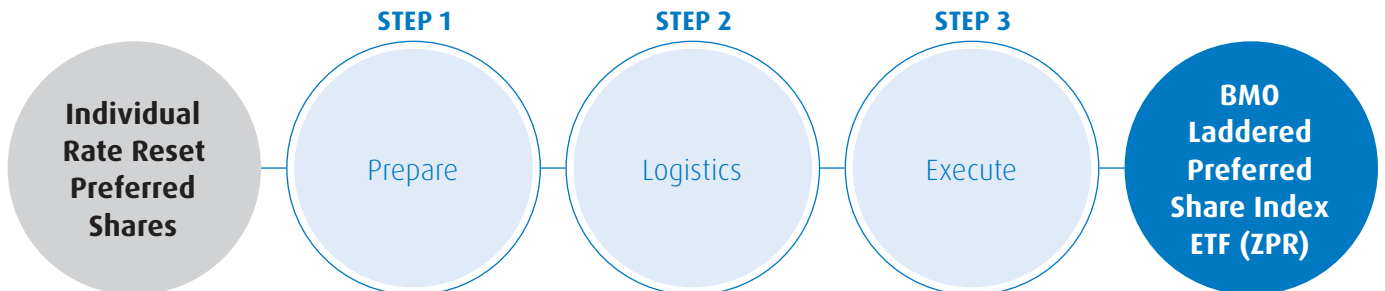 STEP 1
STEP 2
STEP 3
Individual
Rate Reset
Preferred
Shares
Prepare
Logistics
Execute
BMO
Laddered
Preferred
Share Index
ETF (ZPR)